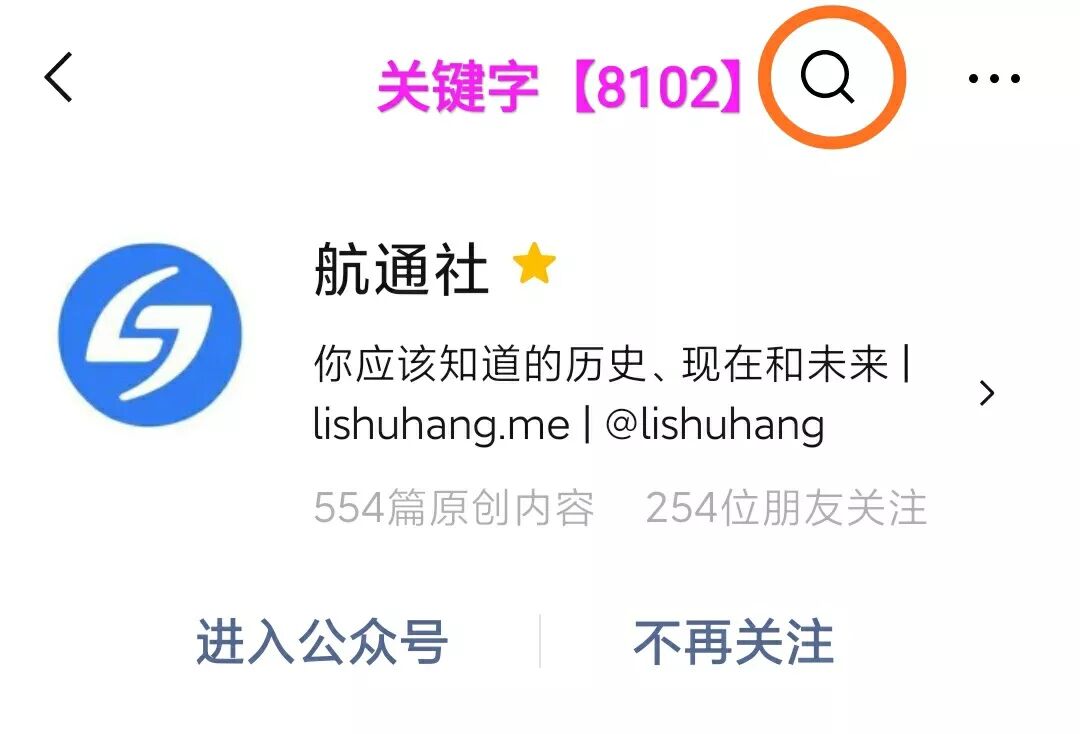 关键字【8102】
航通社
你应该知道的历史、现在和未来 |
lishuhang.me | @lishuhang
554篇原创内容 254位朋友关注
进入公众号 不再关注